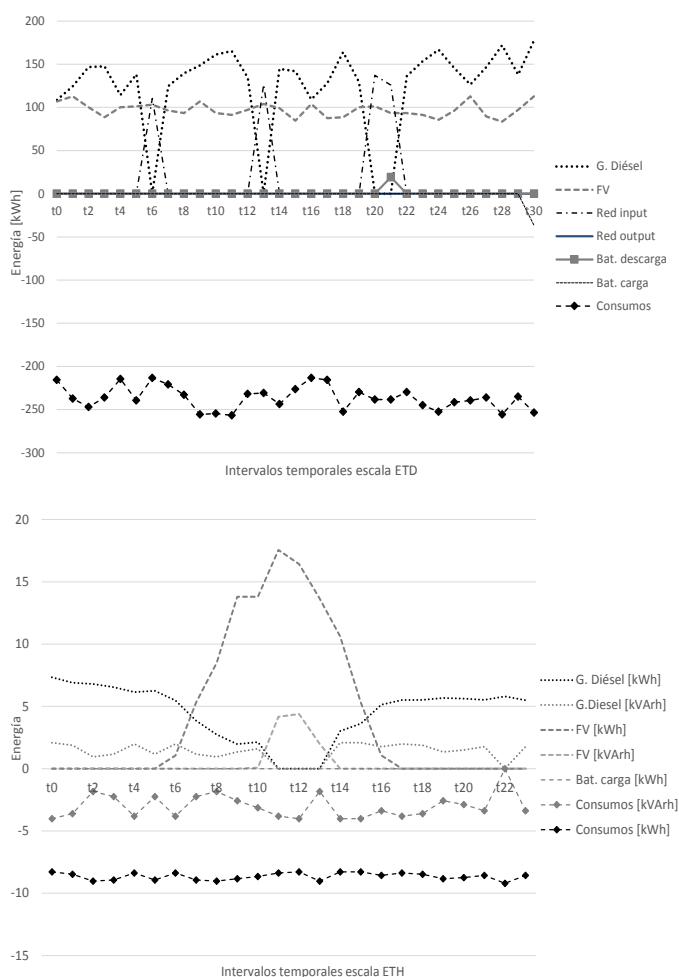 200
150
100
50
0
-50
-100
-150
-200
-250
-300
Energía [kWh]
t0 t2 t4 t6 t8 t10 t12 t14 t16 t18 t20 t22 t24 t26 t28 t30
Intervalos temporales escala ETD
G. Diésel
FV
Red input
Red output
Bat. descarga
Bat. carga
Consumos
20
15
10
5
0
-5
-10
-15
Energía
t0 t2 t4 t6 t8 t10 t12 t14 t16 t18 t20 t22
Intervalos temporales escala ETH
G. Diésel [kWh]
G.Diesel [kVArh]
FV [kWh]
FV [kVArh]
Bat. carga [kWh]
Consumos [kVArh]
Consumos [kWh]